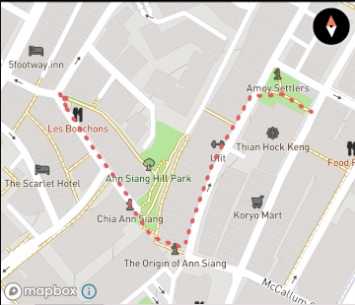 5footway.inn
Amoy Settlers
Les Bouchons
Ufit
Thian Hock Keng
Food F
Ann Siang Hill Park
The Scarlet Hotel
Chia Ann Siang
Koryo Mart
The Origin of Ann Siang
McCallum
mapbox